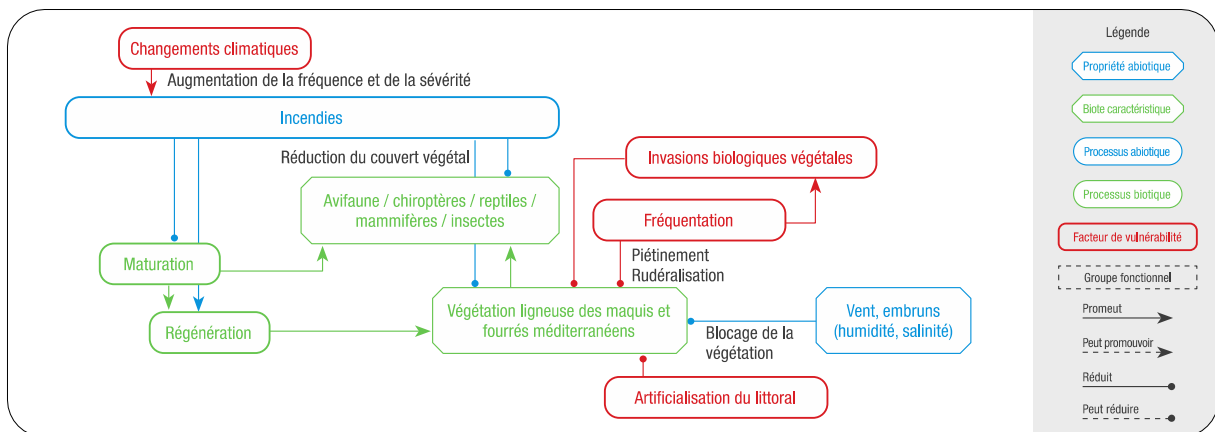 Changements climatiques
Augmentation de la fréquence et de la sévérité
Incendies
Réduction du couvert végétal
Invasions biologiques végétales
Avifaune / chiroptères / reptiles /
mammifères / insectes
Fréquentation
Piétinement
Rudéralisation
Maturation
Régénération
Végétation ligneuse des maquis et
fourrés méditerranéens
Blocage de la
végétation
Vent, embruns
(humidité, salinité)
Artificialisation du littoral
Légende
Propriété abiotique
Biote caractéristique
Processus abiotique
Processus biotique
Facteur de vulnérabilité
Groupe fonctionnel
Promeut
Peut promouvoir
Réduit
Peut réduire